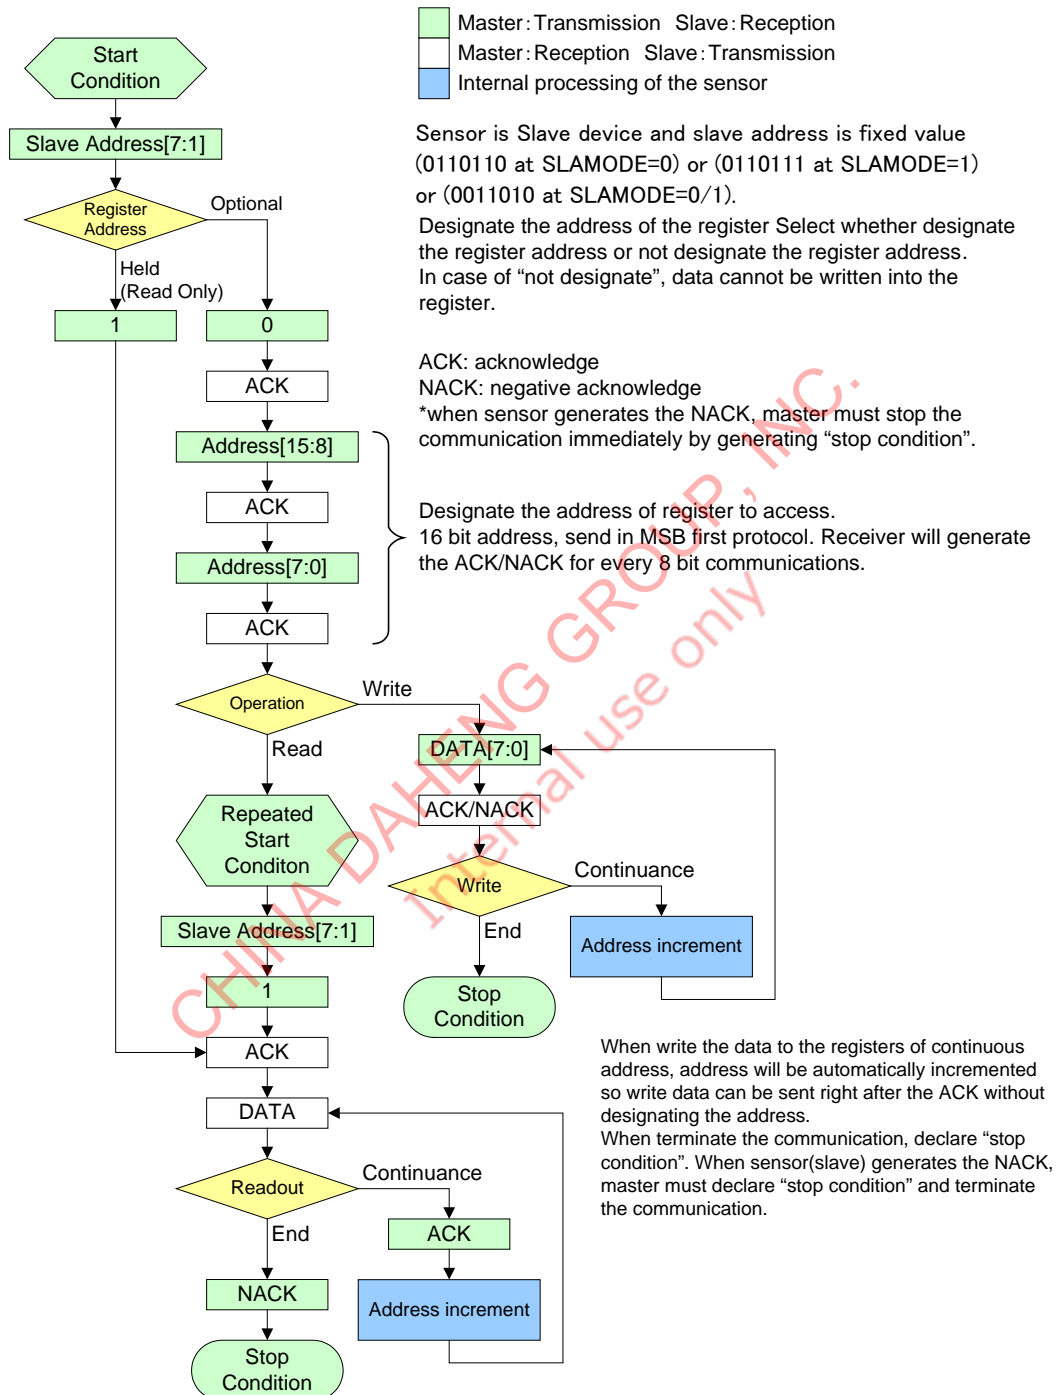 Master:Transmission Slave:Reception
Master:Reception Slave:Transmission
Internal processing of the sensor
Start
Condition
Slave Address[7:1]
Sensor is Slave device and slave address is fixed value
(0110110 at SLAMODE=0) or (0110111 at SLAMODE=1)
or (0011010 at SLAMODE=0/1).
Register
Address
Optional
Designate the address of the register Select whether designate
the register address or not designate the register address.
In case of “not designate”, data cannot be written into the
register.
Held
(Read Only)
1
0
ACK
ACK: acknowledge
NACK: negative acknowledge
*when sensor generates the NACK, master must stop the
communication immediately by generating “stop condition”.
Address[15:8]
ACK
Address[7:0]
ACK
Designate the address of register to access.
16 bit address, send in MSB first protocol. Receiver will generate
the ACK/NACK for every 8 bit communications.
Operation
Write
Read
DATA[7:0]
ACK/NACK
Write
Continuance
End
Address increment
Stop
Condition
Repeated
Start
Conditon
Slave Address[7:1]
1
ACK
DATA
When write the data to the registers of continuous
address, address will be automatically incremented
so write data can be sent right after the ACK without
designating the address.
When terminate the communication, declare “stop
condition”. When sensor(slave) generates the NACK,
master must declare “stop condition” and terminate
the communication.
Readout
Continuance
End
ACK
Address increment
NACK
Stop
Condition
CHINA DAHENG GROUP, INC.
Internal use only